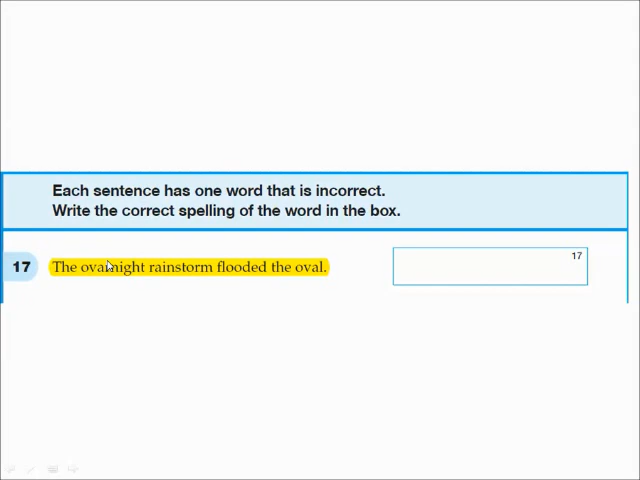 Each sentence has one word that is incorrect.
Write the correct spelling of the word in the box.
17 The ovarnight rainstorm flooded the oval.
17